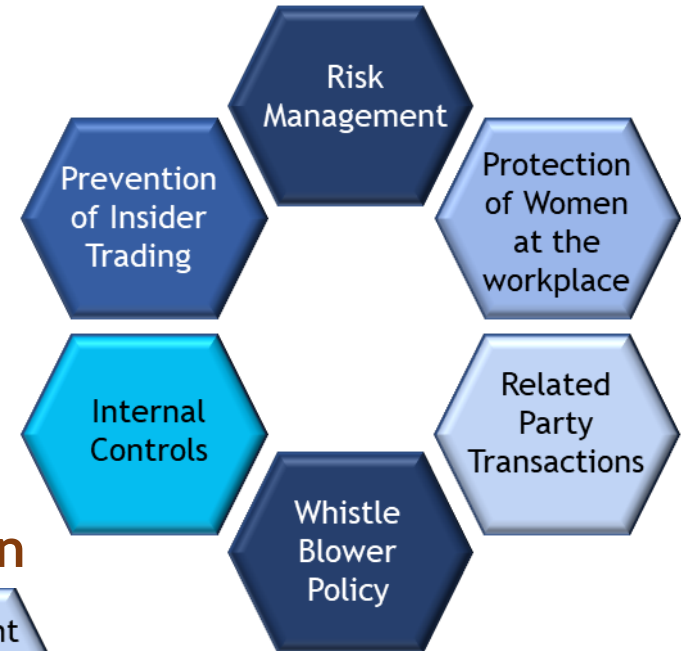 Risk
Management
Protection
of Women
at the
workplace
Prevention
of Insider
Trading
Related
Party
Transactions
Internal
Controls
Whistle
Blower
Policy